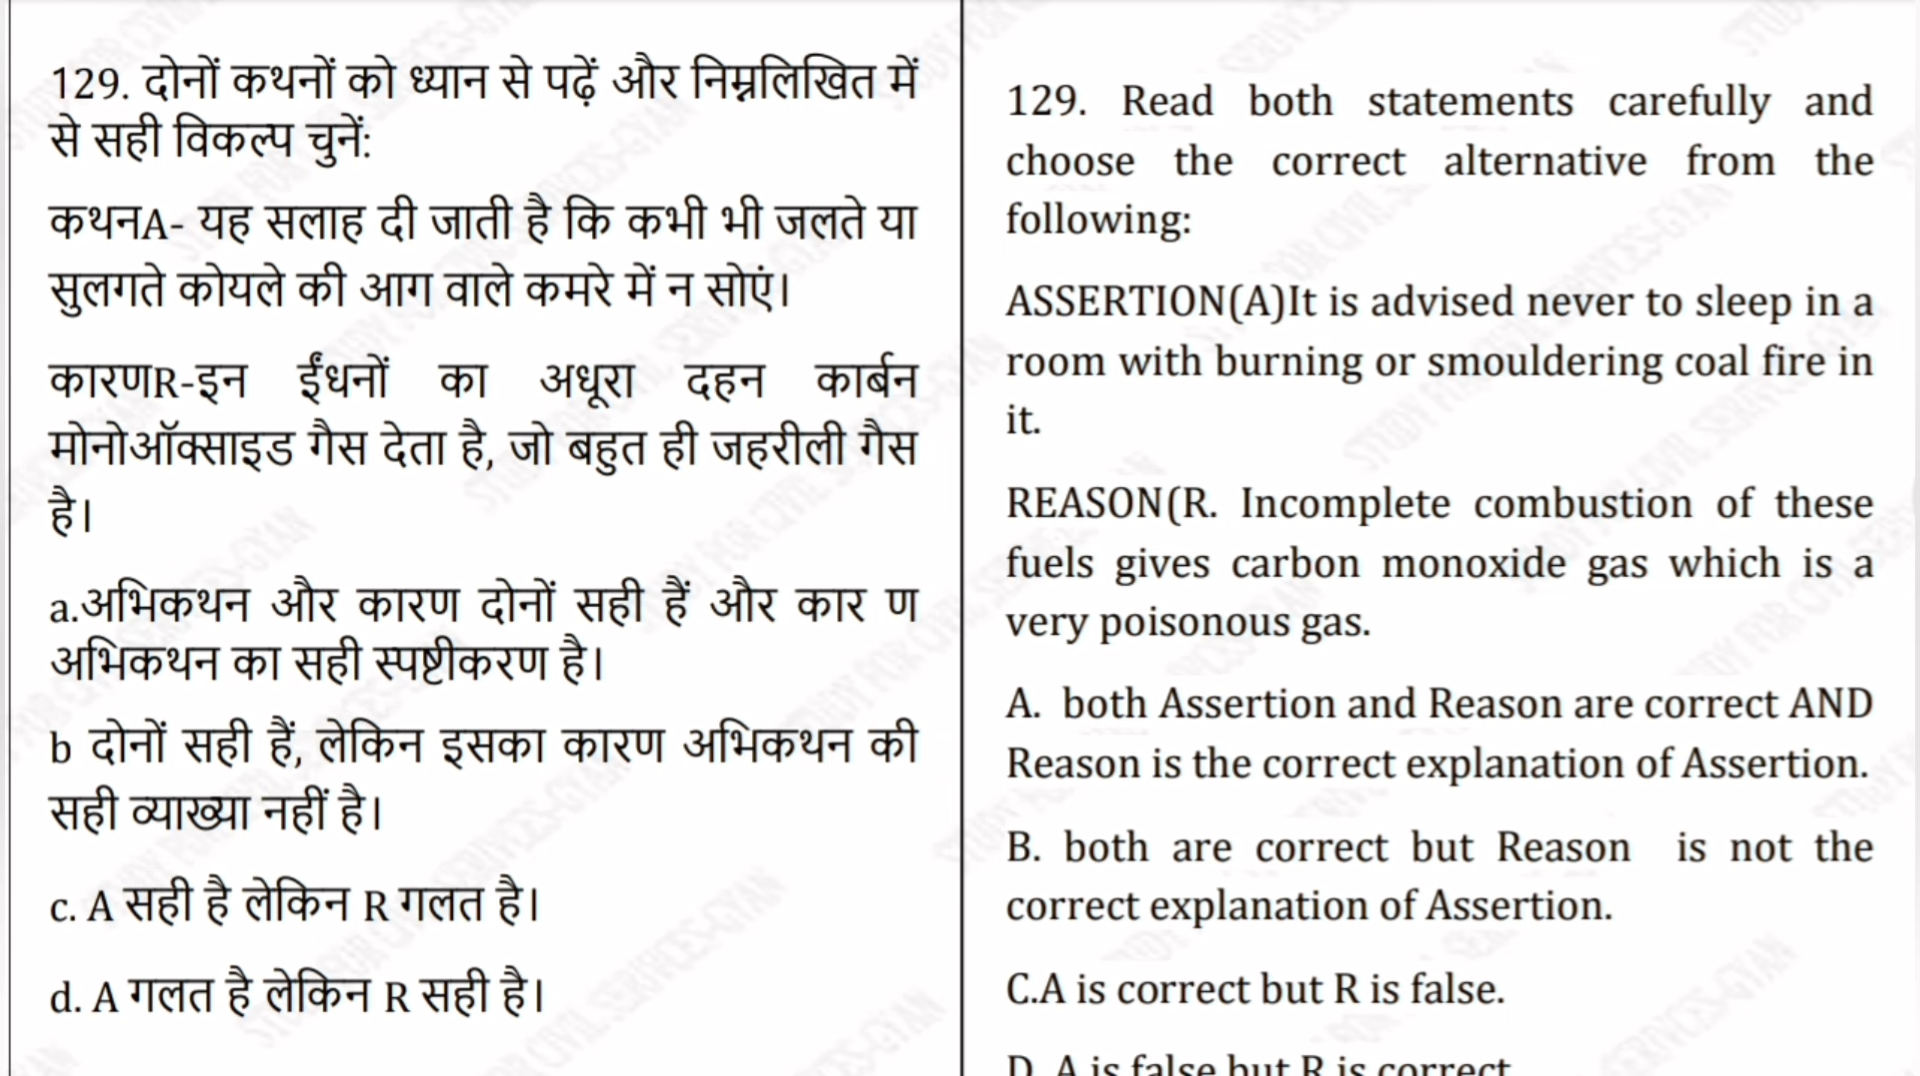 129. दोनों कथनों को ध्यान से पढ़ें और निम्नलिखित में
से सही विकल्प चुनें:
कथनA- यह सलाह दी जाती है कि कभी भी जलते या
सुलगते कोयले की आग वाले कमरे में न सोएं।
कारणR-इन ईंधनों का अधूरा दहन कार्बन
मोनोऑक्साइड गैस देता है, जो बहुत ही जहरीली गैस
है।
a.अभिकथन और कारण दोनों सही हैं और कार ण
अभिकथन का सही स्पष्टीकरण है।
b दोनों सही हैं, लेकिन इसका कारण अभिकथन की
सही व्याख्या नहीं है।
c. A सही है लेकिन R गलत है।
d. A गलत है लेकिन R सही है।
129. Read both statements carefully and
choose the correct alternative from the
following:
ASSERTION(A)It is advised never to sleep in a
room with burning or smouldering coal fire in
it.
REASON(R. Incomplete combustion of these
fuels gives carbon monoxide gas which is a
very poisonous gas.
A. both Assertion and Reason are correct AND
Reason is the correct explanation of Assertion.
B. both are correct but Reason is not the
correct explanation of Assertion.
C.A is correct but R is false.
D. A is false but R is correct